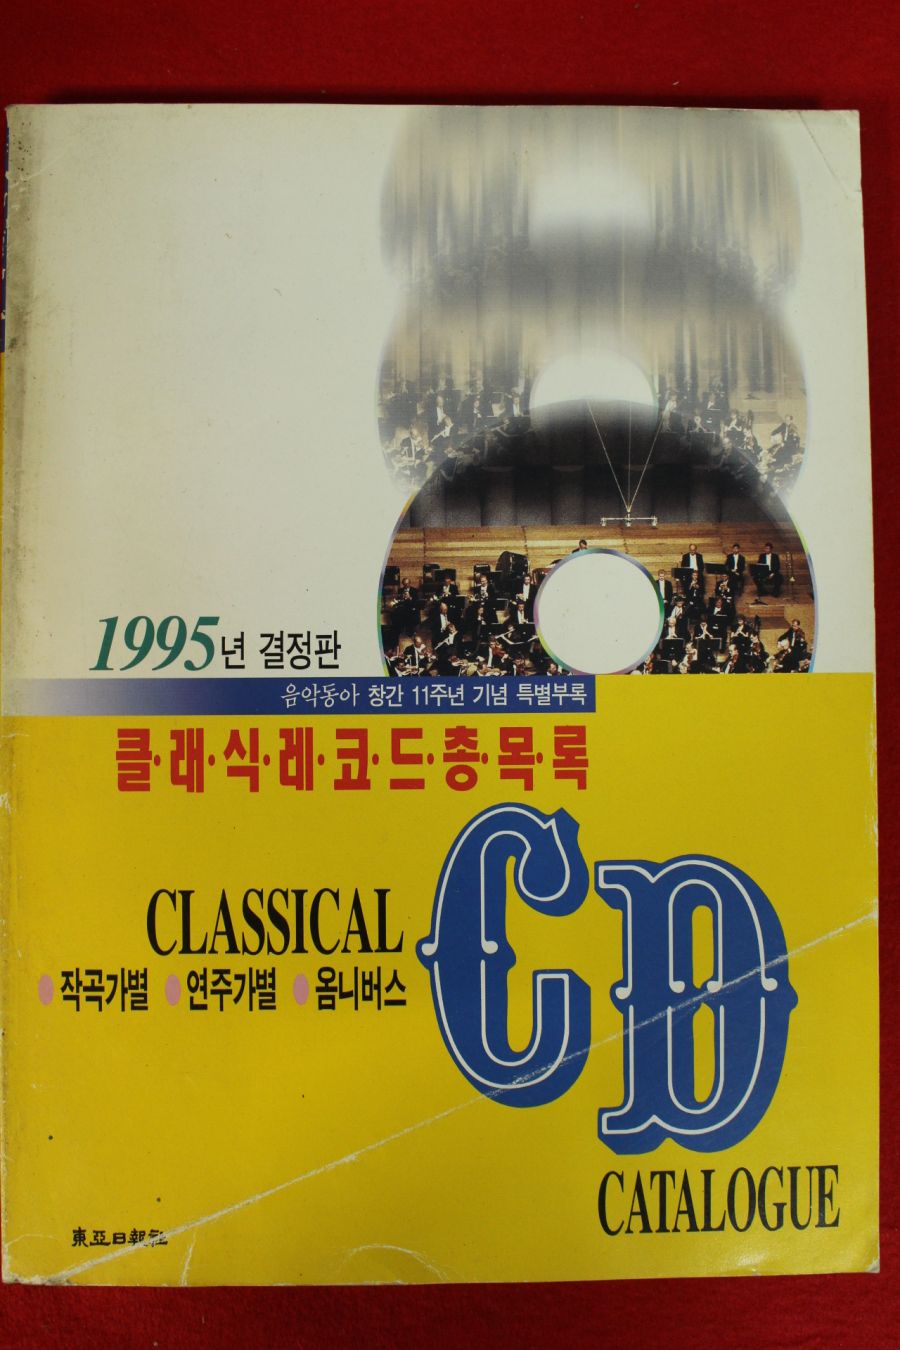 1995년 결정판
음악동아 창간 11주년 기념 특별부록
클·래·식·레·코·드·총·목·록
CLASSICAL
CD
작곡가별 연주가별 옴니버스
CATALOGUE
東亞日報社